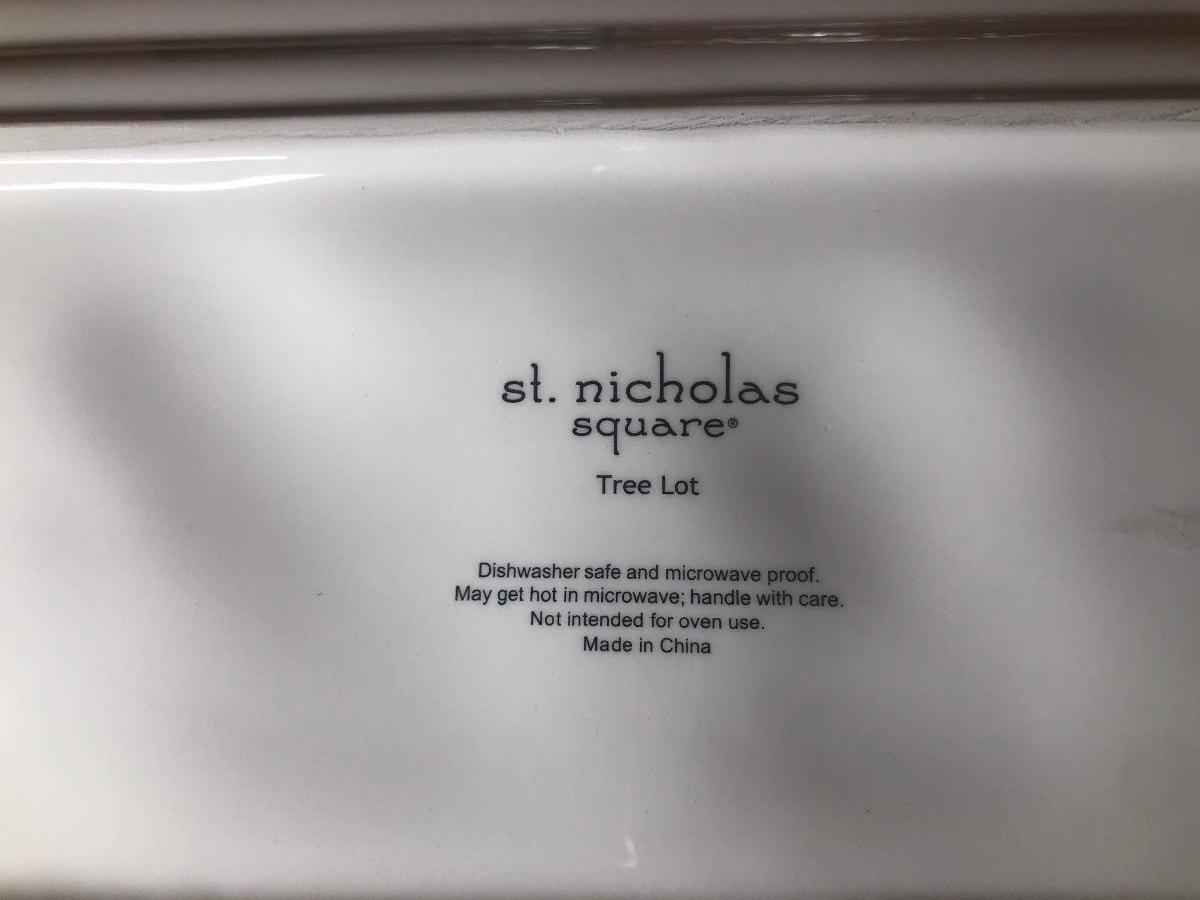 st. nicholas
square®
Tree Lot
Dishwasher safe and microwave proof.
May get hot in microwave; handle with care.
Not intended for oven use.
Made in China